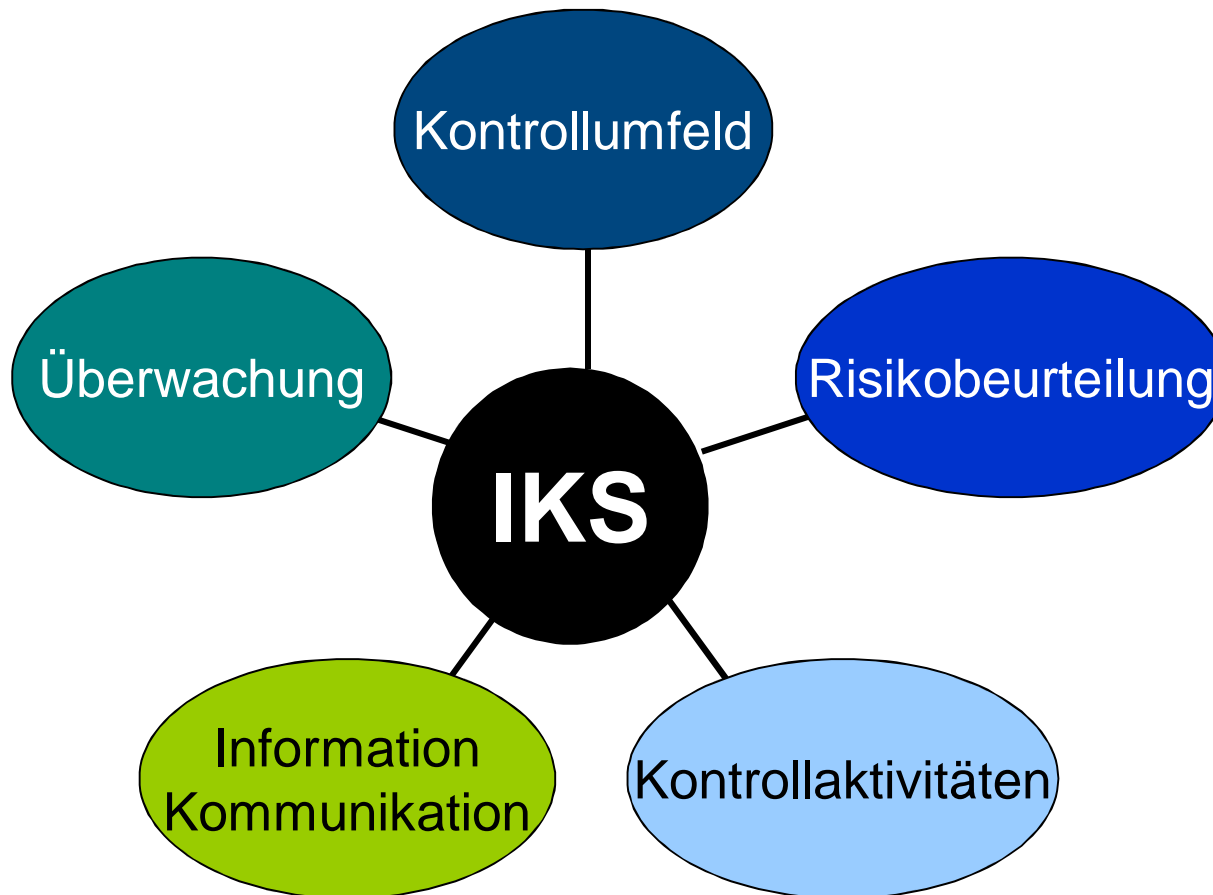 Kontrollumfeld
Überwachung
Risikobeurteilung
IKS
Information
Kommunikation
Kontrollaktivitäten